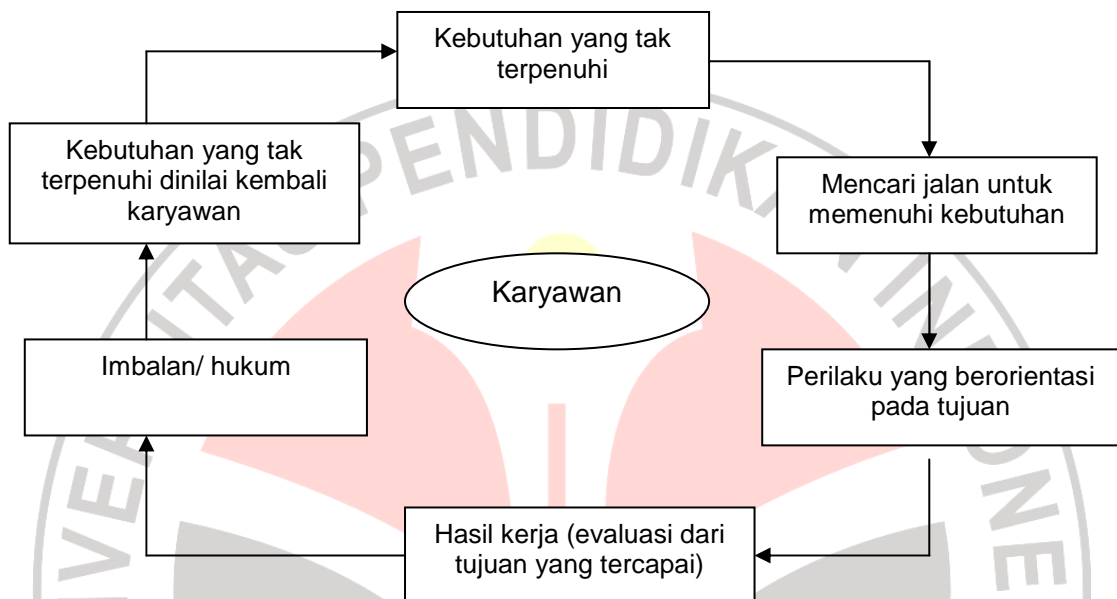 Kebutuhan yang tak
terpenuhi
Kebutuhan yang tak
terpenuhi dinilai kembali
karyawan
Mencari jalan untuk
memenuhi kebutuhan
Karyawan
Imbalan/ hukum
Perilaku yang berorientasi
pada tujuan
Hasil kerja (evaluasi dari
tujuan yang tercapai)
PENDIDIKAN